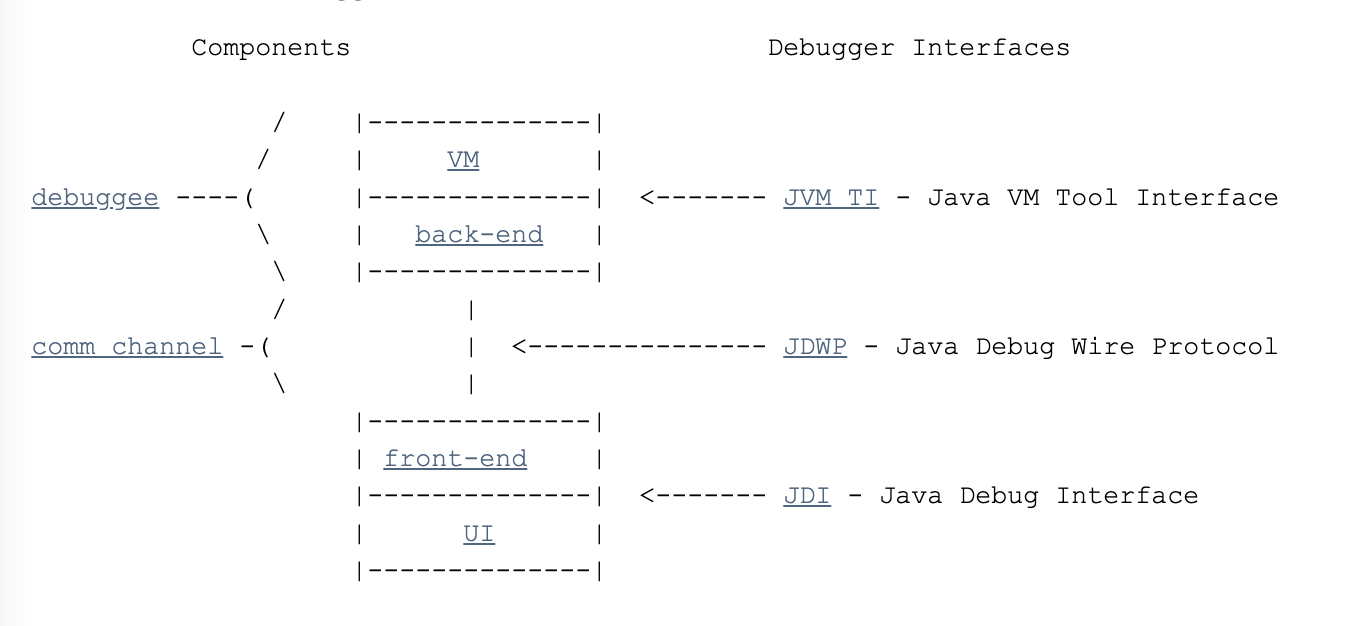 Components Debugger Interfaces
/ |--------------|
/ | VM |
debuggee ----( |--------------| <------- JVM TI - Java VM Tool Interface
\ | back-end |
\ |--------------|
/ |
comm channel -( | <--------------- JDWP - Java Debug Wire Protocol
\ |
|--------------|
| front-end |
|--------------| <------- JDI - Java Debug Interface
| UI |
|--------------|